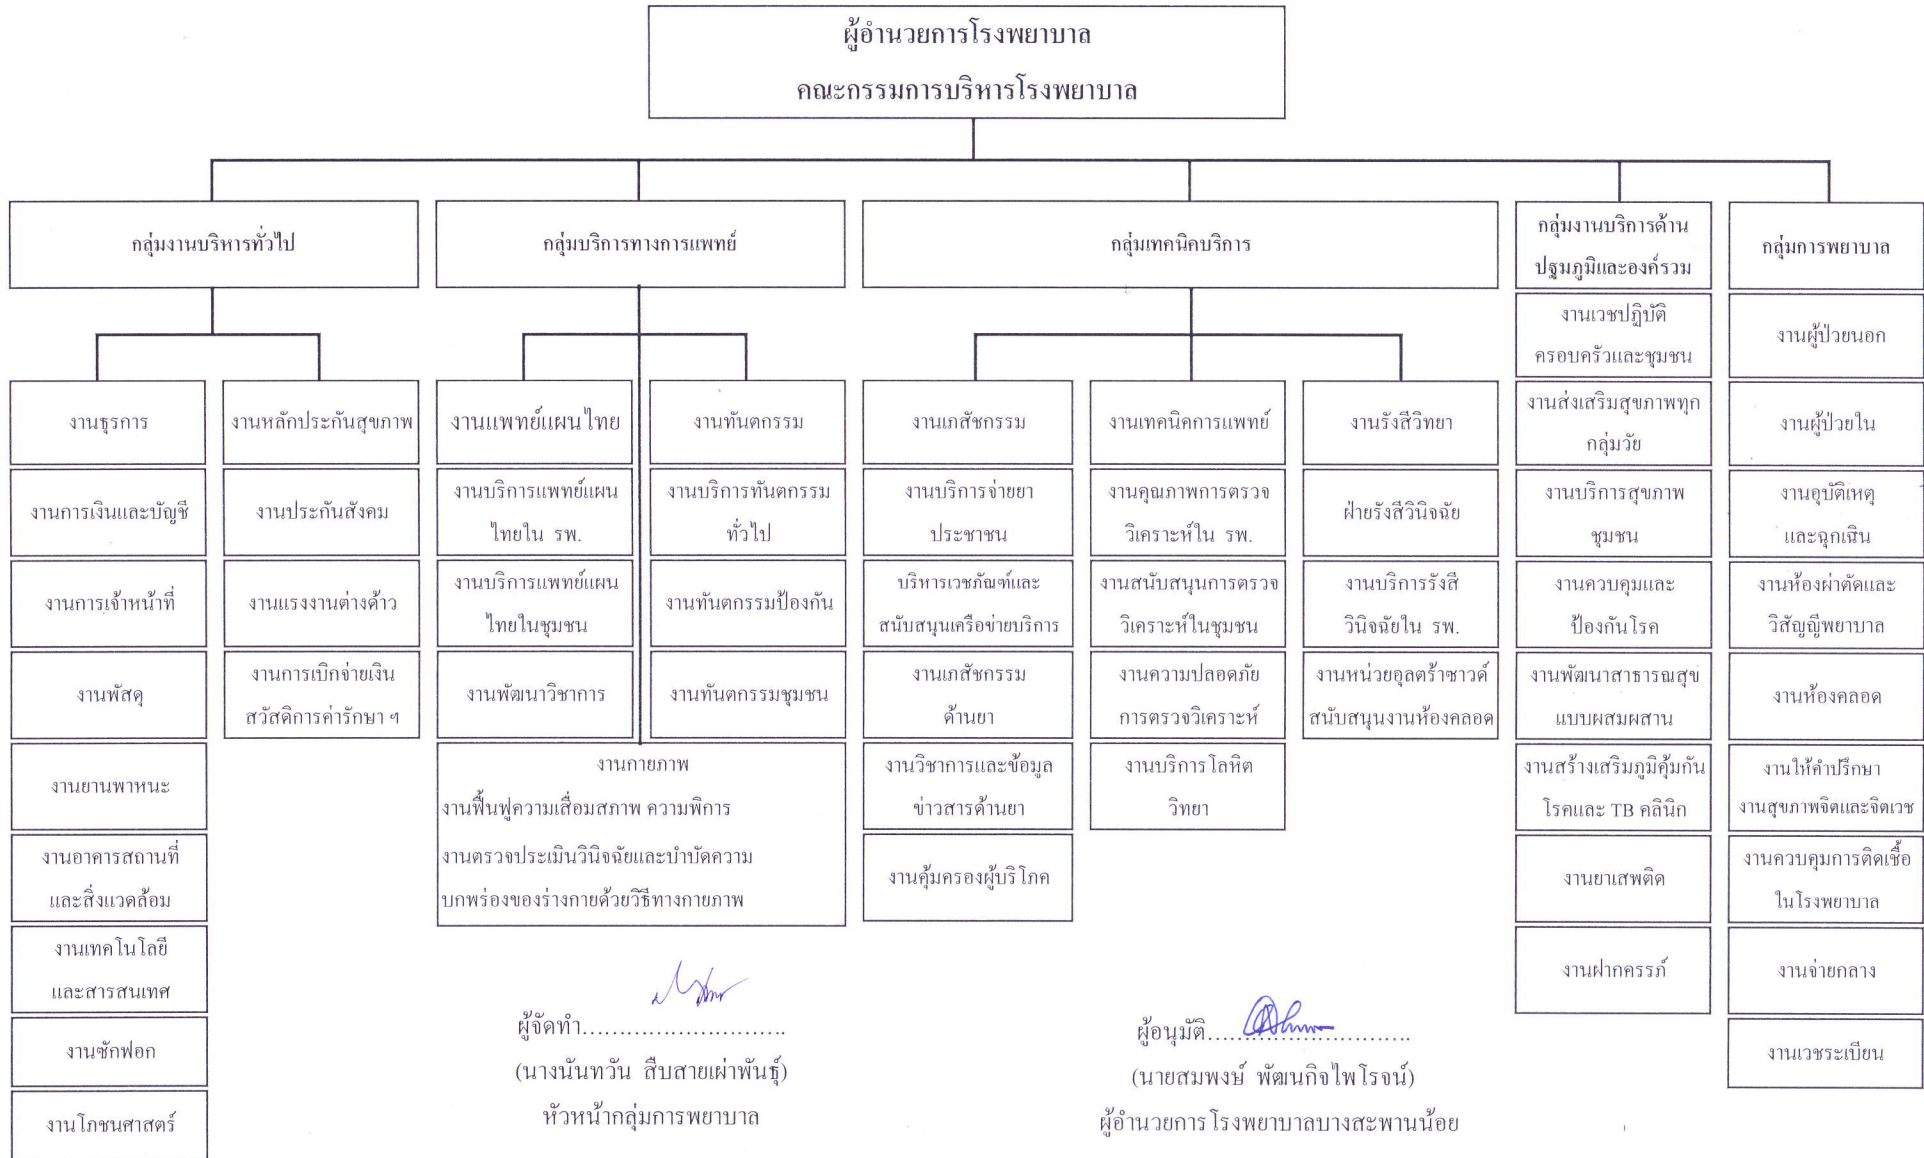 ผู้อำนวยการโรงพยาบาล
คณะกรรมการบริหารโรงพยาบาล
กลุ่มงานบริหารทั่วไป
งานธุรการ
งานการเงินและบัญชี
งานการเจ้าหน้าที่
งานพัสดุ
งานยานพาหนะ
งานอาคารสถานที่
และสิ่งแวดล้อม
งานเทคโนโลยี
และสารสนเทศ
งานซักฟอก
งานโภชนศาสตร์
งานหลักประกันสุขภาพ
งานประกันสังคม
งานแรงงานต่างด้าว
งานการเบิกจ่ายเงิน
สวัสดิการค่ารักษา ฯ
กลุ่มบริการทางการแพทย์
งานแพทย์แผนไทย
งานบริการแพทย์แผน
ไทยใน รพ.
งานบริการแพทย์แผน
ไทยในชุมชน
งานพัฒนาวิชาการ
งานทันตกรรม
งานบริการทันตกรรม
ทั่วไป
งานทันตกรรมป้องกัน
งานทันตกรรมชุมชน
งานกายภาพ
งานฟื้นฟูความเสื่อมสภาพ ความพิการ
งานตรวจประเมินวินิจฉัยและบำบัดความ
บกพร่องของร่างกายด้วยวิธีทางกายภาพ
กลุ่มเทคนิคบริการ
งานเภสัชกรรม
งานบริการจ่ายยา
ประชาชน
บริหารเวชภัณฑ์และ
สนับสนุนเครือข่ายบริการ
งานเภสัชกรรม
ด้านยา
งานวิชาการและข้อมูล
ข่าวสารด้านยา
งานคุ้มครองผู้บริโภค
งานเทคนิคการแพทย์
งานคุณภาพการตรวจ
วิเคราะห์ใน รพ.
งานสนับสนุนการตรวจ
วิเคราะห์ในชุมชน
งานความปลอดภัย
การตรวจวิเคราะห์
งานบริการโลหิต
วิทยา
งานรังสีวิทยา
ฝ่ายรังสีวินิจฉัย
งานบริการรังสี
วินิจฉัยใน รพ.
งานหน่วยอุลตร้าซาวด์
สนับสนุนงานห้องคลอด
กลุ่มงานบริการด้าน
ปฐมภูมิและองค์รวม
งานเวชปฏิบัติ
ครอบครัวและชุมชน
งานส่งเสริมสุขภาพทุก
กลุ่มวัย
งานบริการสุขภาพ
ชุมชน
งานควบคุมและ
ป้องกันโรค
งานพัฒนาสาธารณสุข
แบบผสมผสาน
งานสร้างเสริมภูมิคุ้มกัน
โรคและ TB คลินิก
งานยาเสพติด
งานฝากครรภ์
กลุ่มการพยาบาล
งานผู้ป่วยนอก
งานผู้ป่วยใน
งานอุบัติเหตุ
และฉุกเฉิน
งานห้องผ่าตัดและ
วิสัญญีพยาบาล
งานห้องคลอด
งานให้คำปรึกษา
งานสุขภาพจิตและจิตเวช
งานควบคุมการติดเชื้อ
ในโรงพยาบาล
งานจ่ายกลาง
งานเวชระเบียน
ผู้จัดทำ............................
(นางนันทวัน สืบสายเผ่าพันธุ์)
หัวหน้ากลุ่มการพยาบาล
ผู้อนุมัติ............................
(นายสมพงษ์ พัฒนกิจไพโรจน์)
ผู้อำนวยการโรงพยาบาลบางสะพานน้อย